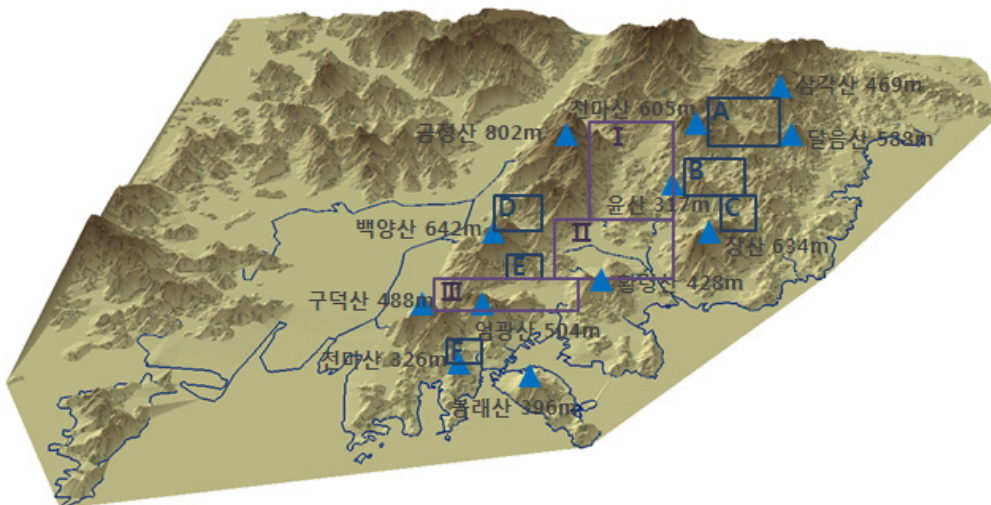 삼각산 469m
천마산 605m
A
금정산 802m
I
달음산 588m
B
윤산 317m
D
C
백양산 642m
II
장산 634m
E
황령산 428m
III
구덕산 488m
엄광산 504m
F
천마산 326m
봉래산 396m